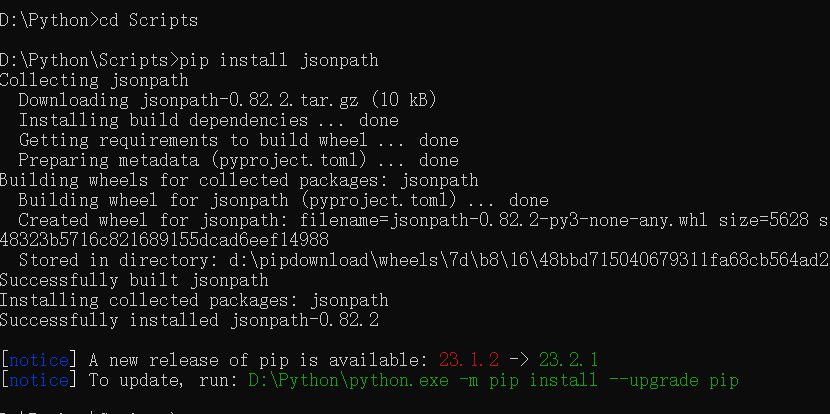 D:\Python>cd Scripts
D:\Python\Scripts>pip install jsonpath
Collecting jsonpath
  Downloading jsonpath-0.82.2.tar.gz (10 kB)
  Installing build dependencies ... done
  Getting requirements to build wheel ... done
  Preparing metadata (pyproject.toml) ... done
Building wheels for collected packages: jsonpath
  Building wheel for jsonpath (pyproject.toml) ... done
  Created wheel for jsonpath: filename=jsonpath-0.82.2-py3-none-any.whl size=5628 s
48323b5716c821689155dcad6eef14988
  Stored in directory: d:\pipdownload\wheels\7d\b8\16\48bbd715040679311fa68cb564ad2
Successfully built jsonpath
Installing collected packages: jsonpath
Successfully installed jsonpath-0.82.2
[notice] A new release of pip is available: 23.1.2 -> 23.2.1
[notice] To update, run: D:\Python\python.exe -m pip install --upgrade pip